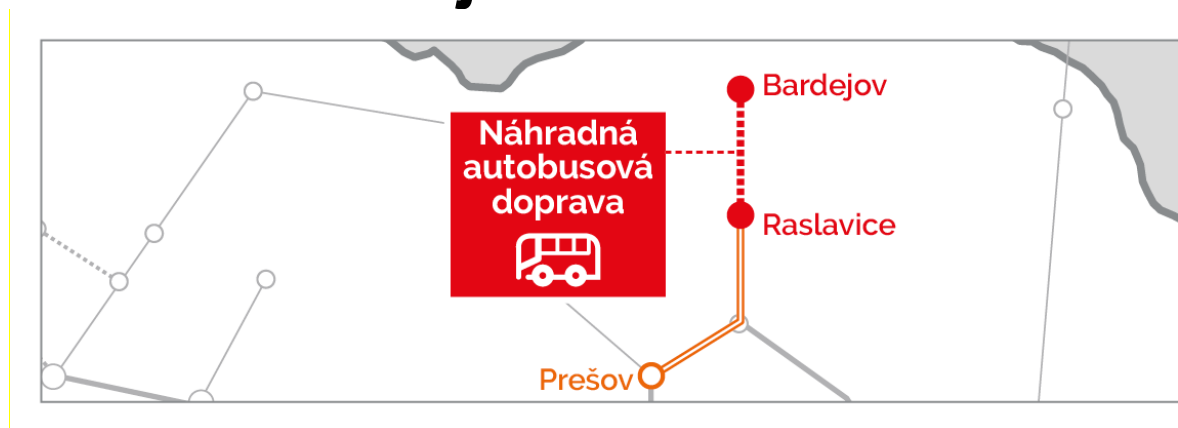 Bardejov
Náhradná
autobusová
doprava
Raslavice
Prešov